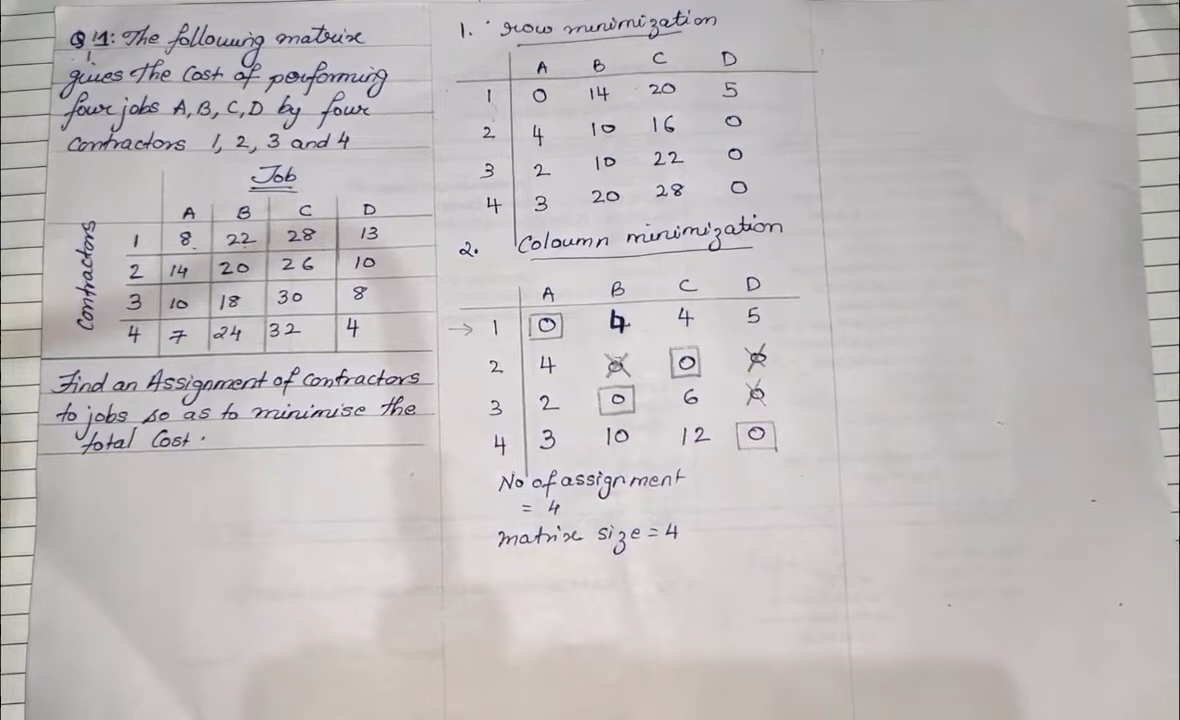 Q1: The following matrix
gives the cost of performing
four jobs A, B, C, D by four
contractors 1, 2, 3 and 4
Job
A B C D
Contractors
1 8 22 28 13
2 14 20 26 10
3 10 18 30 8
4 7 24 32 4
Find an Assignment of contractors
to jobs so as to minimise the
total cost.
1. row minimization
A B C D
1 0 14 20 5
2 4 10 16 0
3 2 10 22 0
4 3 20 28 0
2. Coloumn minimization
A B C D
→ 1 0 4 4 5
2 4 0 0 0
3 2 0 6 0
4 3 10 12 0
No of assignment
= 4
matrix size = 4